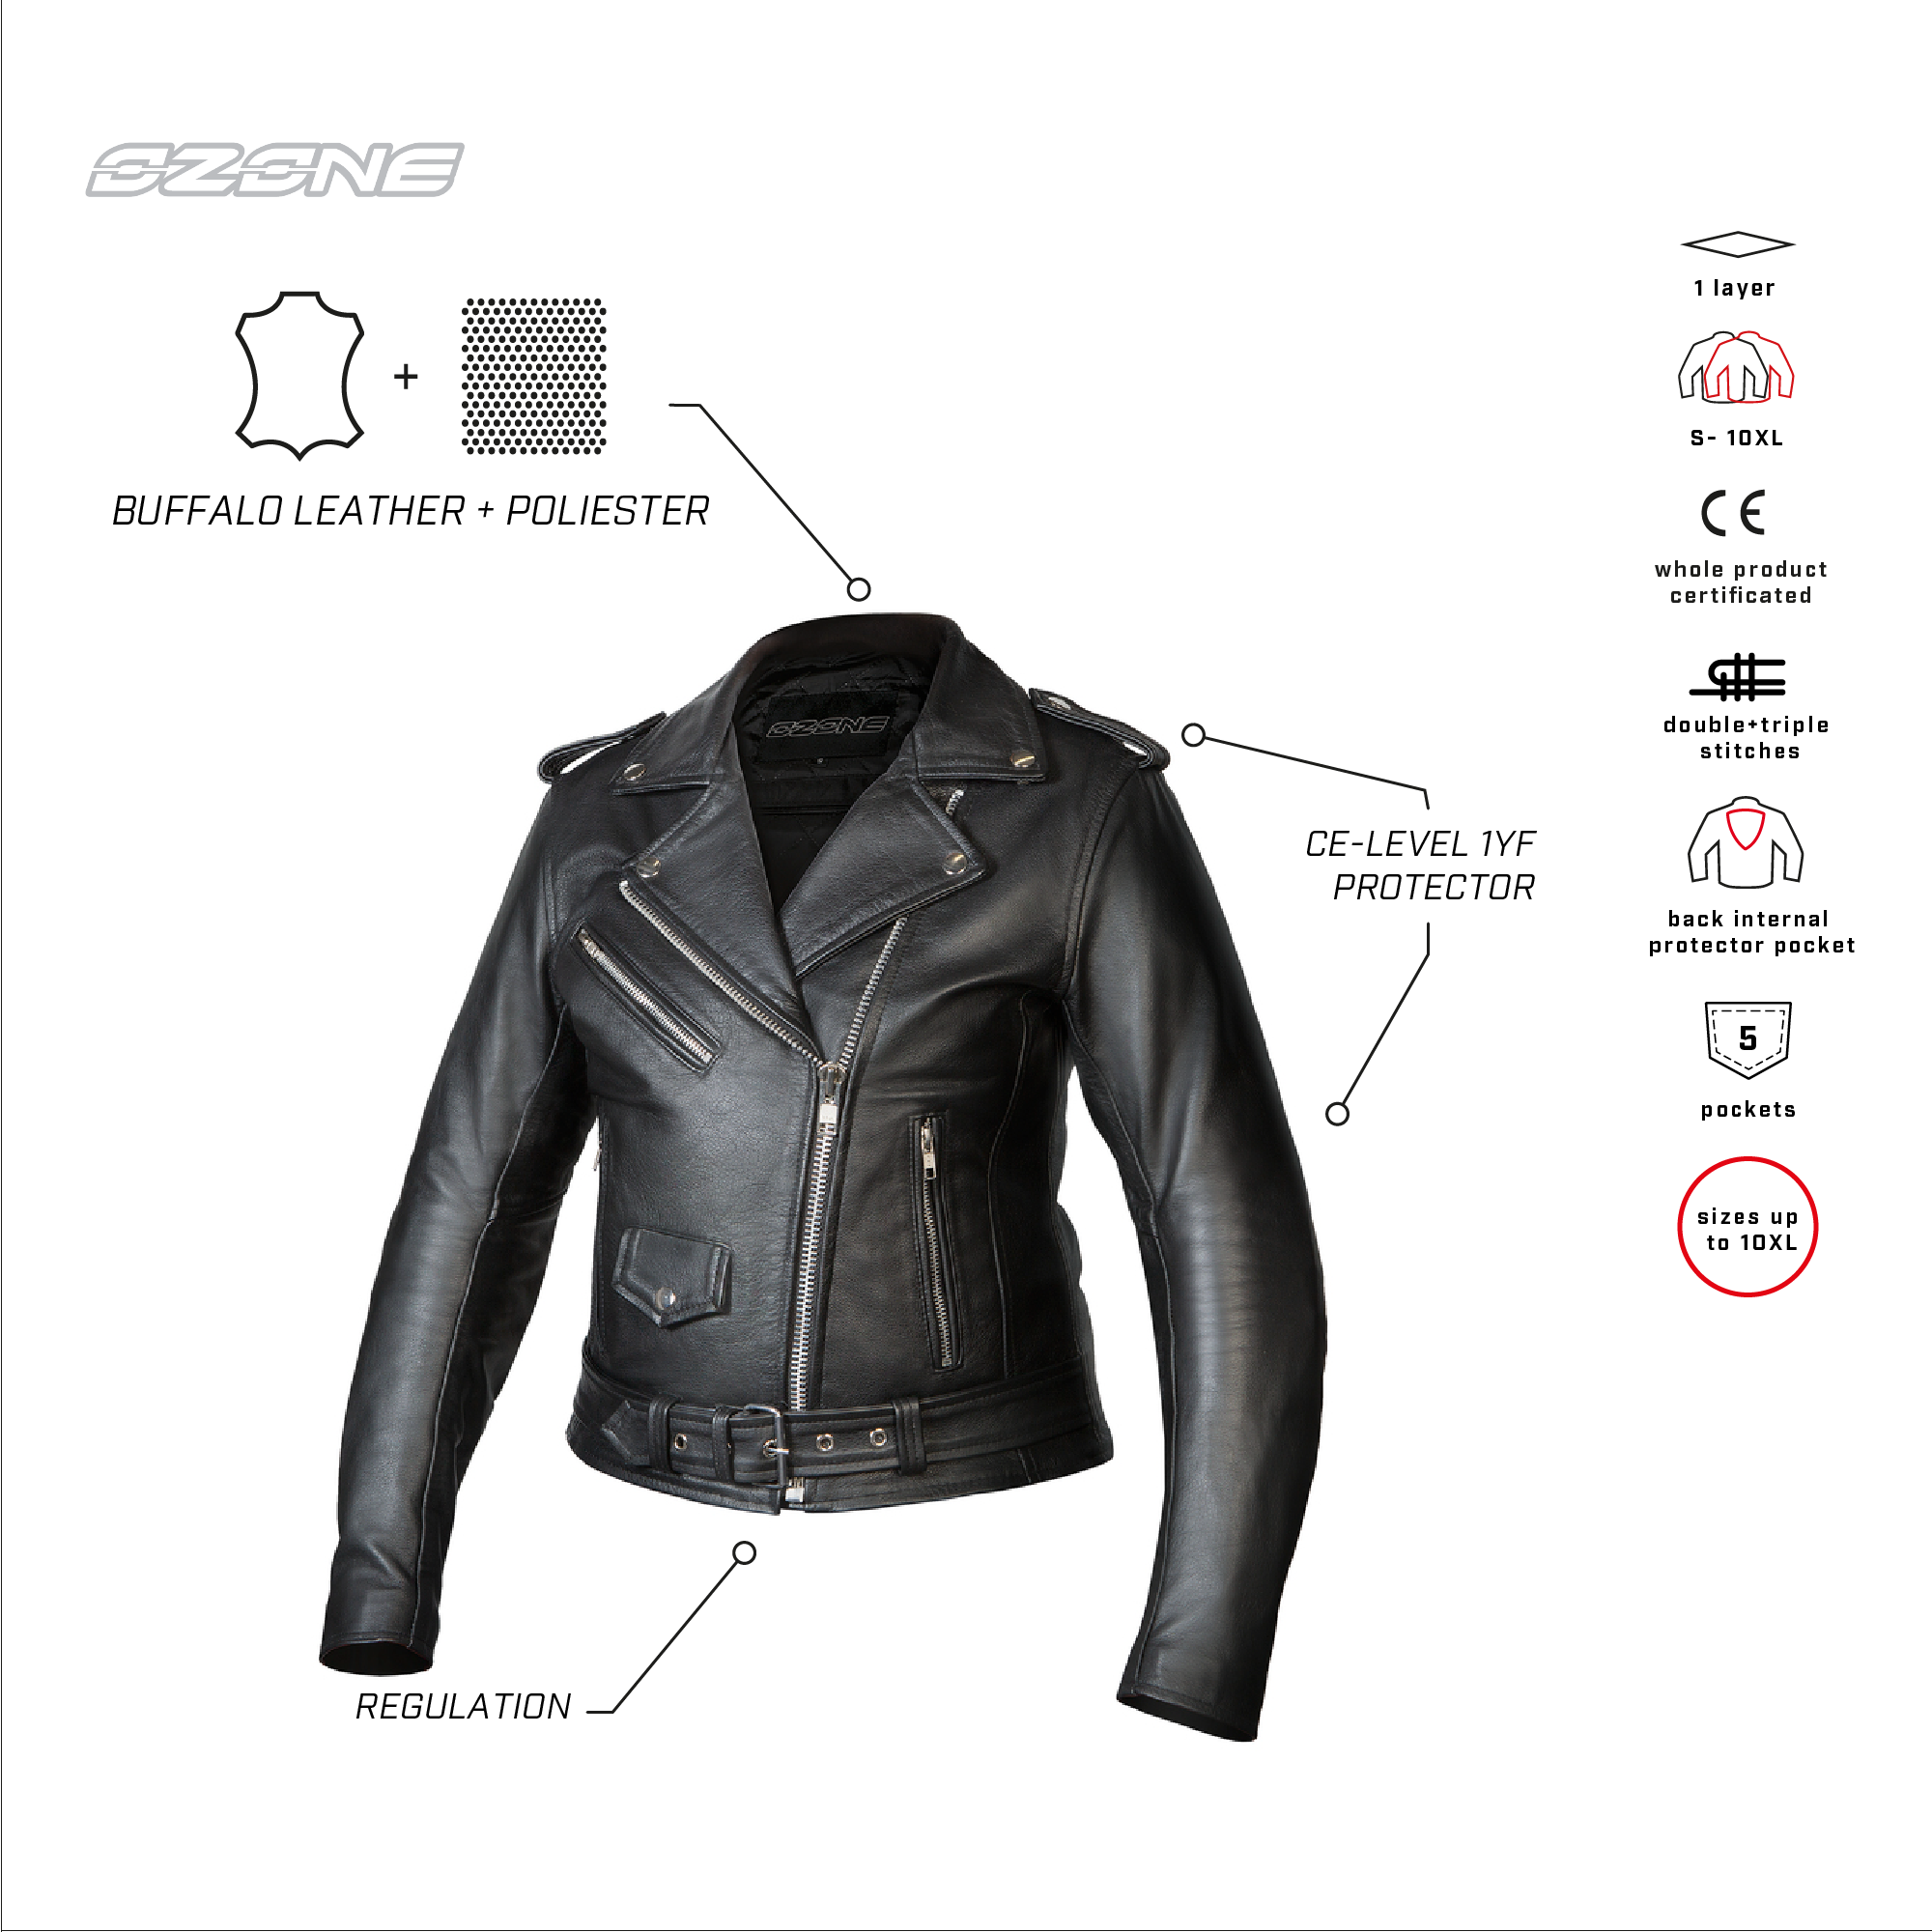 OZONE
BUFFALO LEATHER + POLIESTER
OZONE
CE-LEVEL 1YF
PROTECTOR
REGULATION
1 layer
S- 10XL
CE
whole product
certificated
double+triple
stitches
back internal
protector pocket
5
pockets
sizes up
to 10XL